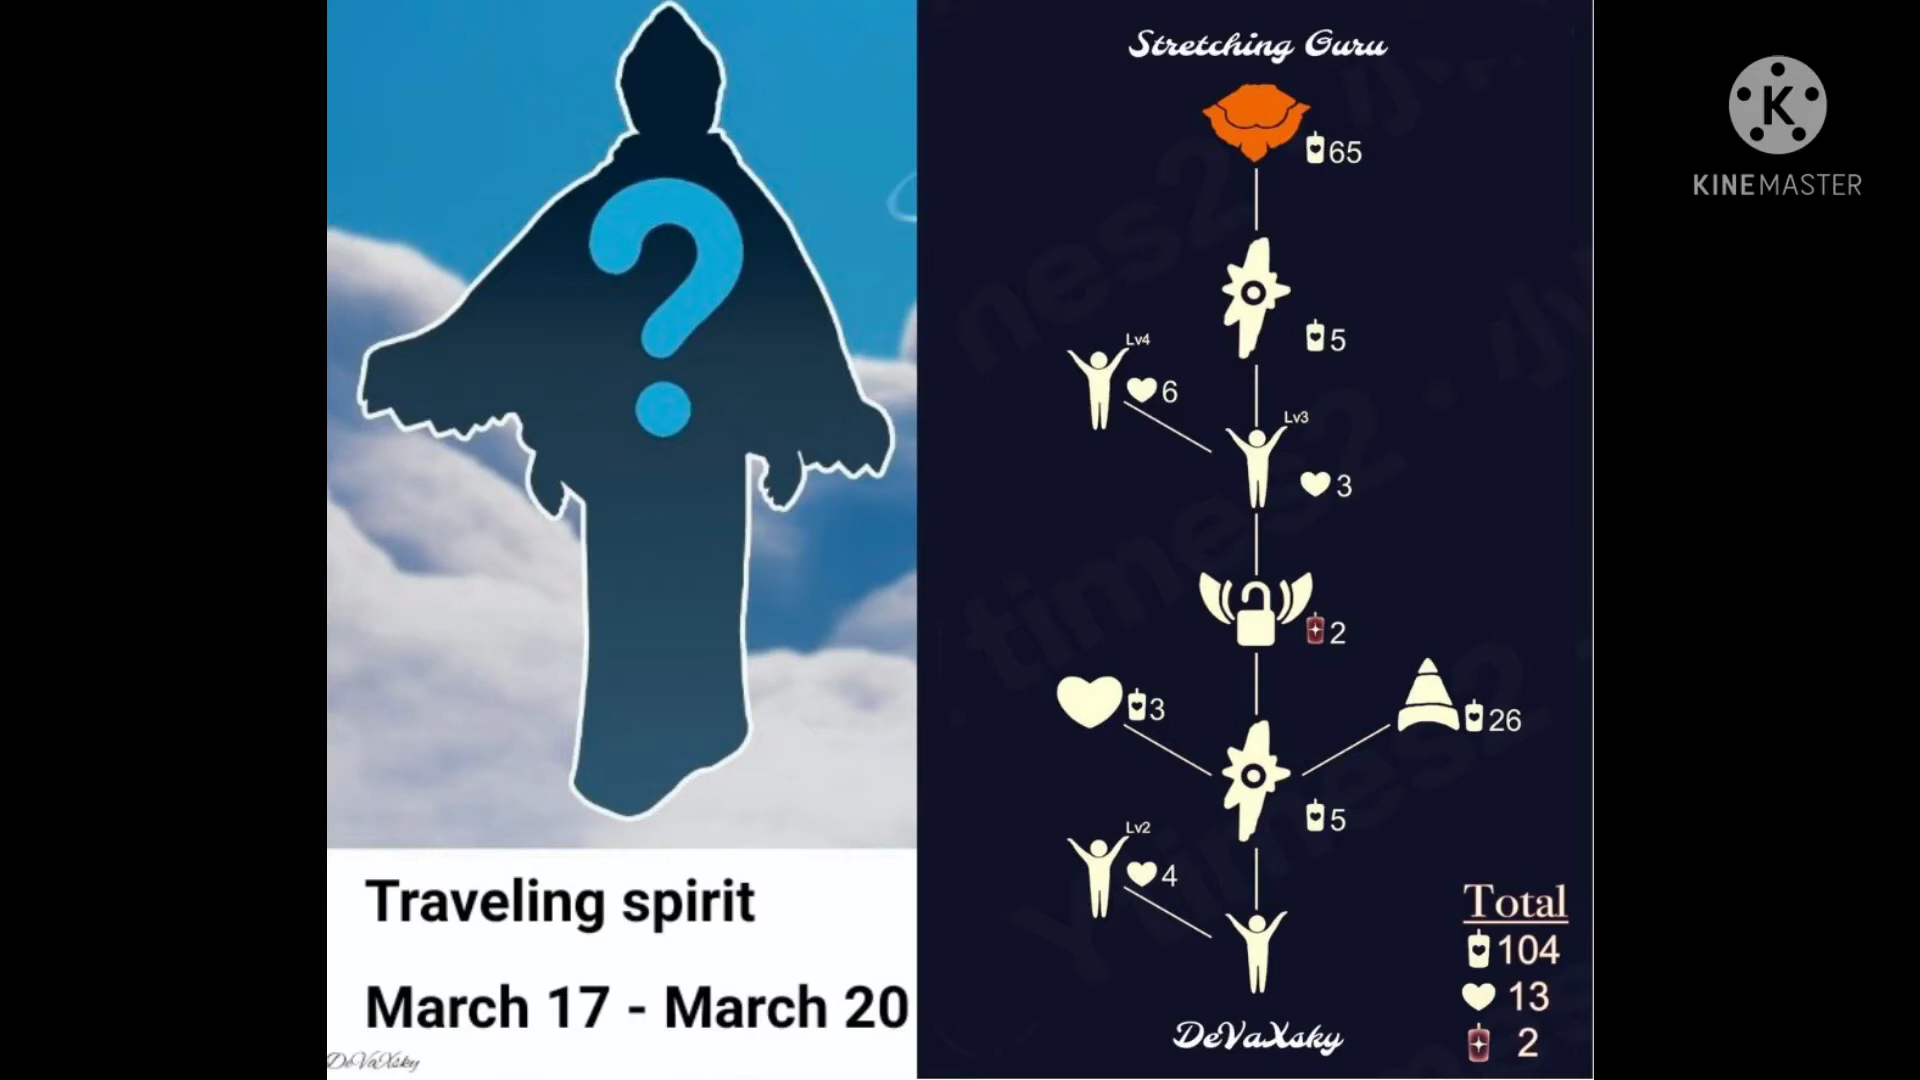 Stretching Guru
65
5
Lv4
6
Lv3
3
2
3
26
5
Lv2
4
Total
104
13
2
DeVaXsky
Traveling spirit
March 17 - March 20
DeVaXsky
K
KINEMASTER